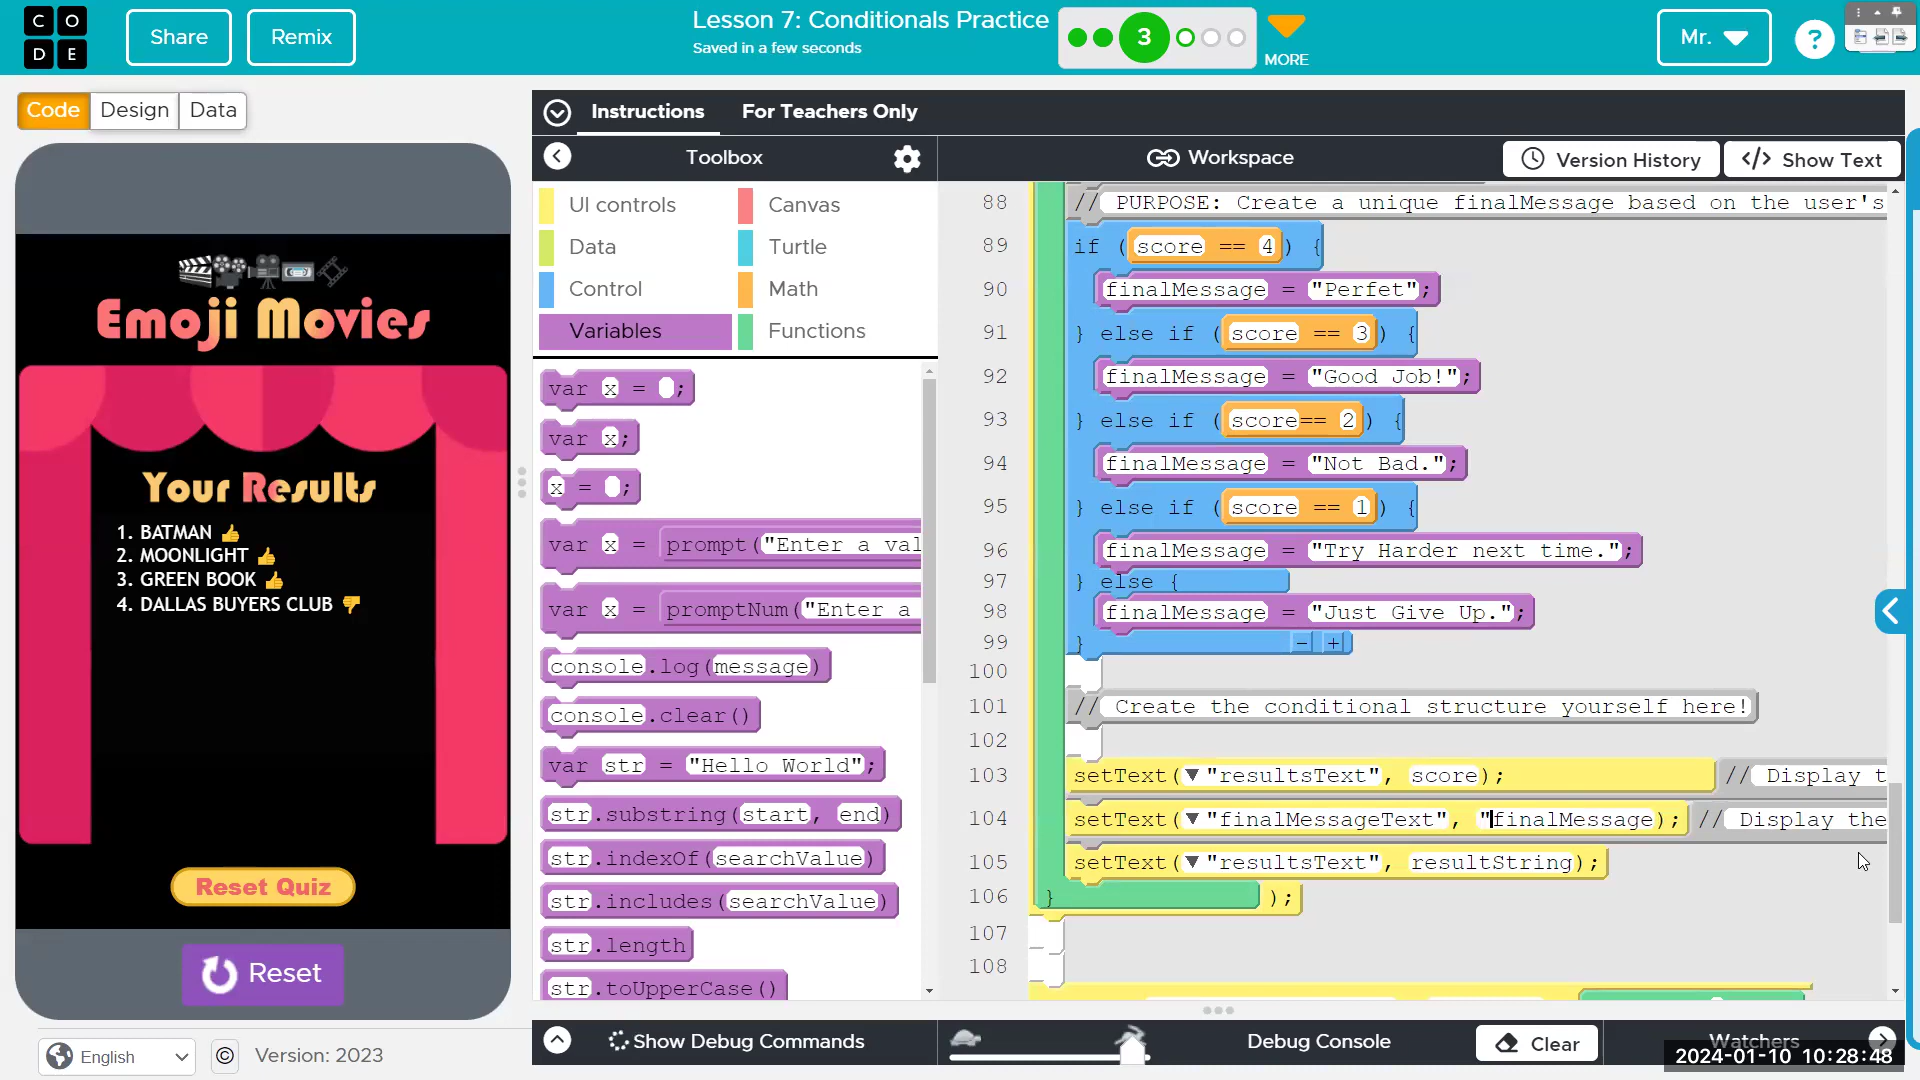 C O
D E
Share
Remix
Lesson 7: Conditionals Practice
Saved in a few seconds
3
MORE
Mr.
?
Code
Design
Data
Instructions
For Teachers Only
Toolbox
Workspace
Version History
</> Show Text
UI controls
Canvas
Data
Turtle
Control
Math
Variables
Functions
var x = ;
var x;
x = ;
var x = prompt("Enter a val
var x = promptNum("Enter a
console.log(message)
console.clear()
var str = "Hello World";
str.substring(start, end)
str.indexOf(searchValue)
str.includes(searchValue)
str.length
str.toUpperCase()
88 // PURPOSE: Create a unique finalMessage based on the user's
89 if (score == 4) {
90 finalMessage = "Perfet";
91 } else if (score == 3) {
92 finalMessage = "Good Job!";
93 } else if (score== 2) {
94 finalMessage = "Not Bad.";
95 } else if (score == 1) {
96 finalMessage = "Try Harder next time.";
97 } else {
98 finalMessage = "Just Give Up.";
99 } - +
100
101 // Create the conditional structure yourself here!
102
103 setText(▼"resultsText", score); // Display t
104 setText(▼"finalMessageText", "finalMessage); // Display the
105 setText(▼"resultsText", resultString);
106 } );
107
108
Emoji Movies
Your Results
1. BATMAN 👍
2. MOONLIGHT 👍
3. GREEN BOOK 👍
4. DALLAS BUYERS CLUB 👎
Reset Quiz
Reset
English
©
Version: 2023
Show Debug Commands
Debug Console
Clear
Watchers
2024-01-10 10:28:48